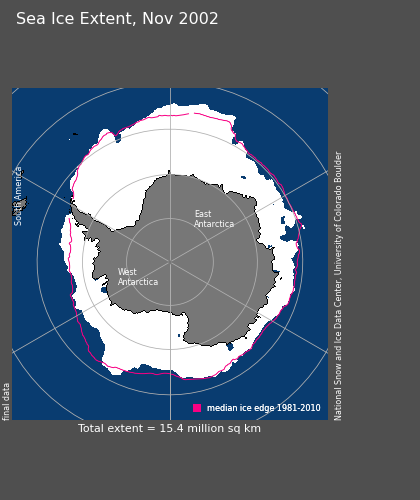 Sea Ice Extent, Nov 2002
South America
East
Antarctica
West
Antarctica
National Snow and Ice Data Center, University of Colorado Boulder
final data
median ice edge 1981-2010
Total extent = 15.4 million sq km